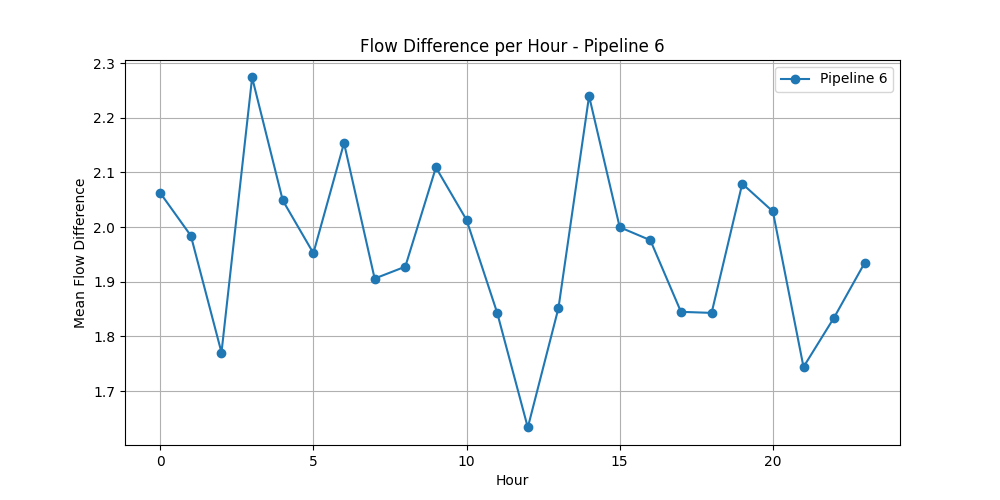 Flow Difference per Hour - Pipeline 6
Pipeline 6
Mean Flow Difference
2.3
2.2
2.1
2.0
1.9
1.8
1.7
0 5 10 15 20
Hour